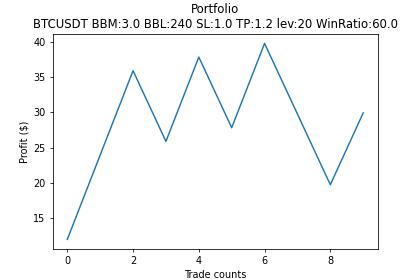 Portfolio
BTCUSDT BBM:3.0 BBL:240 SL:1.0 TP:1.2 lev:20 WinRatio:60.0
40
35
30
25
20
15
Profit ($)
0 2 4 6 8
Trade counts